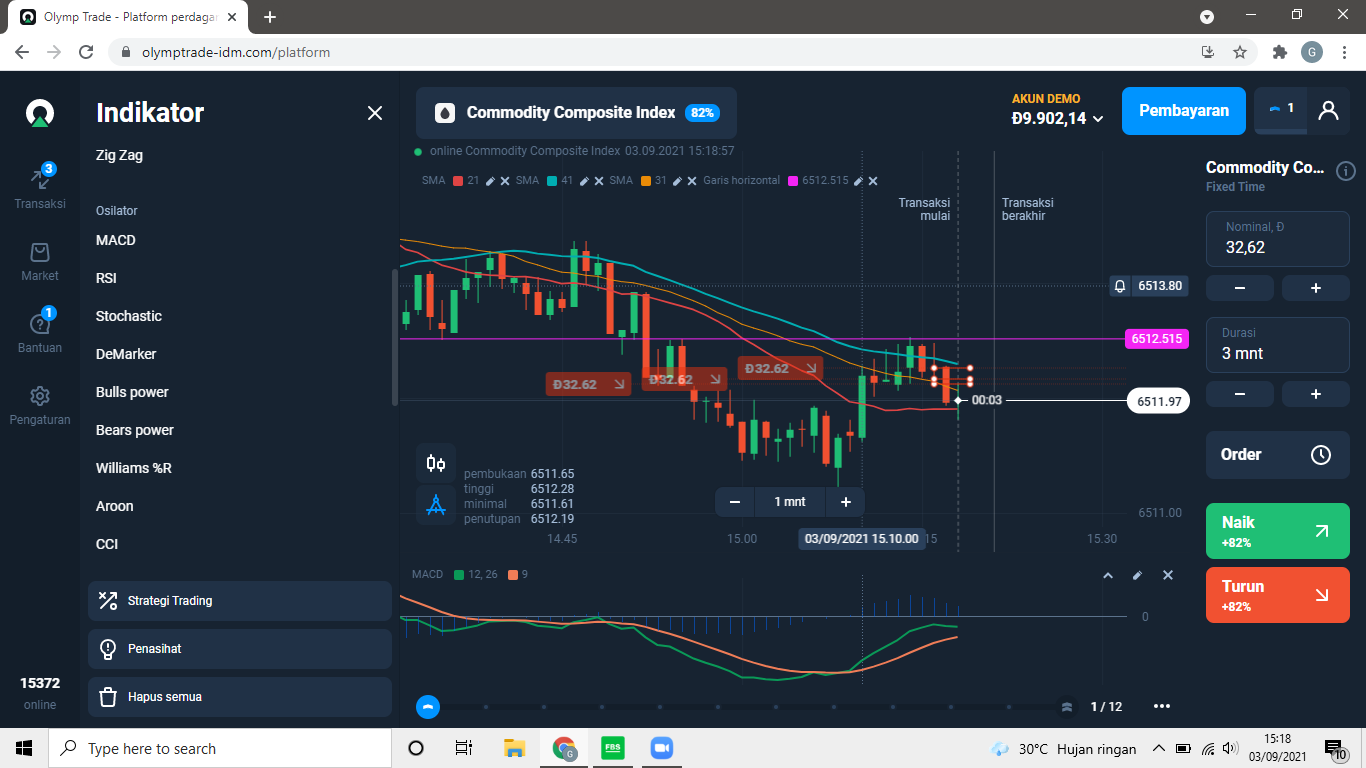 Olymp Trade - Platform perdagan
olymptrade-idm.com/platform
G
Transaksi
3
Market
Bantuan
1
Pengaturan
15372
online
Indikator
Zig Zag
Osilator
MACD
RSI
Stochastic
DeMarker
Bulls power
Bears power
Williams %R
Aroon
CCI
Strategi Trading
Penasihat
Hapus semua
Commodity Composite Index 82%
AKUN DEMO
Đ9.902,14
Pembayaran
1
online Commodity Composite Index 03.09.2021 15:18:57
SMA 21 SMA 41 SMA 31 Garis horizontal 6512.515
Transaksi mulai
Transaksi berakhir
6513.80
6512.515
Đ32.62
Đ32.62
Đ32.62
00:03
6511.97
pembukaan 6511.65
tinggi 6512.28
minimal 6511.61
penutupan 6512.19
− 1 mnt +
6511.00
14.45
15.00
03/09/2021 15.10.00
15
15.30
MACD 12, 26 9
0
1 / 12
Commodity Co...
Fixed Time
Nominal, Đ
32,62
− +
Durasi
3 mnt
− +
Order
Naik
+82%
Turun
+82%
Type here to search
G
FBS
30°C Hujan ringan
15:18
03/09/2021
10